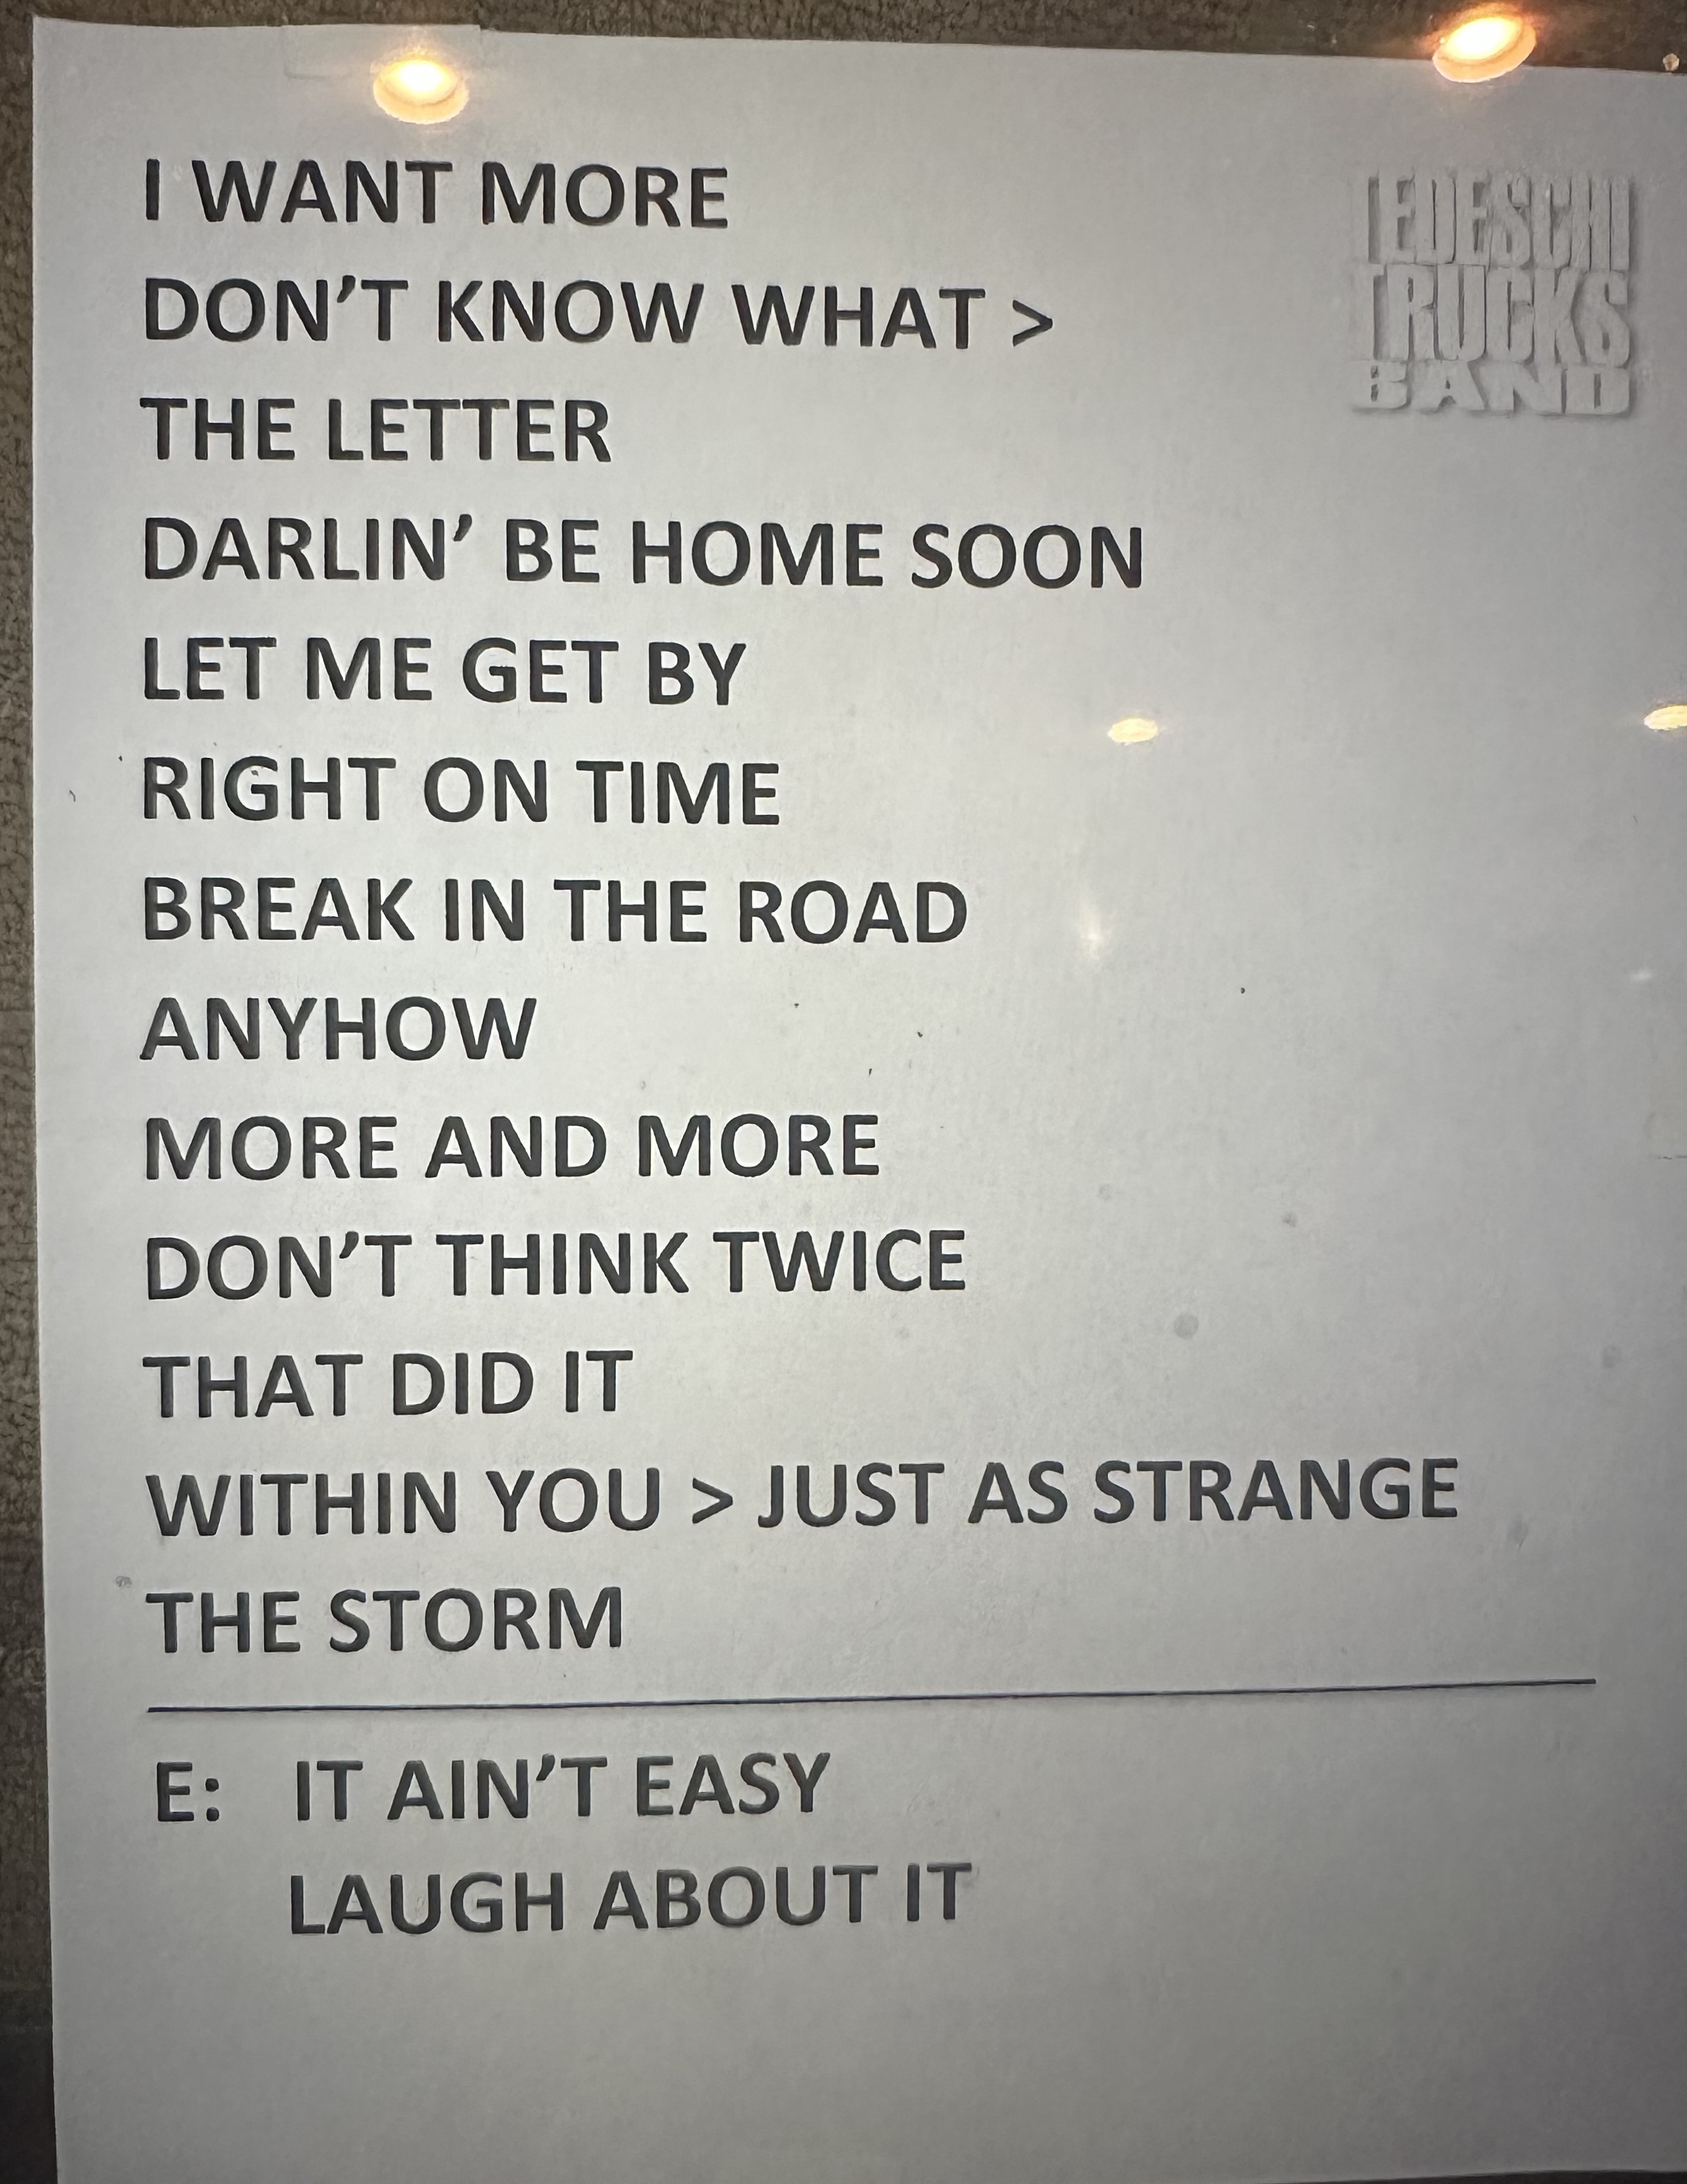 I WANT MORE
DON’T KNOW WHAT >
THE LETTER
DARLIN’ BE HOME SOON
LET ME GET BY
RIGHT ON TIME
BREAK IN THE ROAD
ANYHOW
MORE AND MORE
DON’T THINK TWICE
THAT DID IT
WITHIN YOU > JUST AS STRANGE
THE STORM
E: IT AIN’T EASY
LAUGH ABOUT IT
TEDESCHI
TRUCKS
BAND